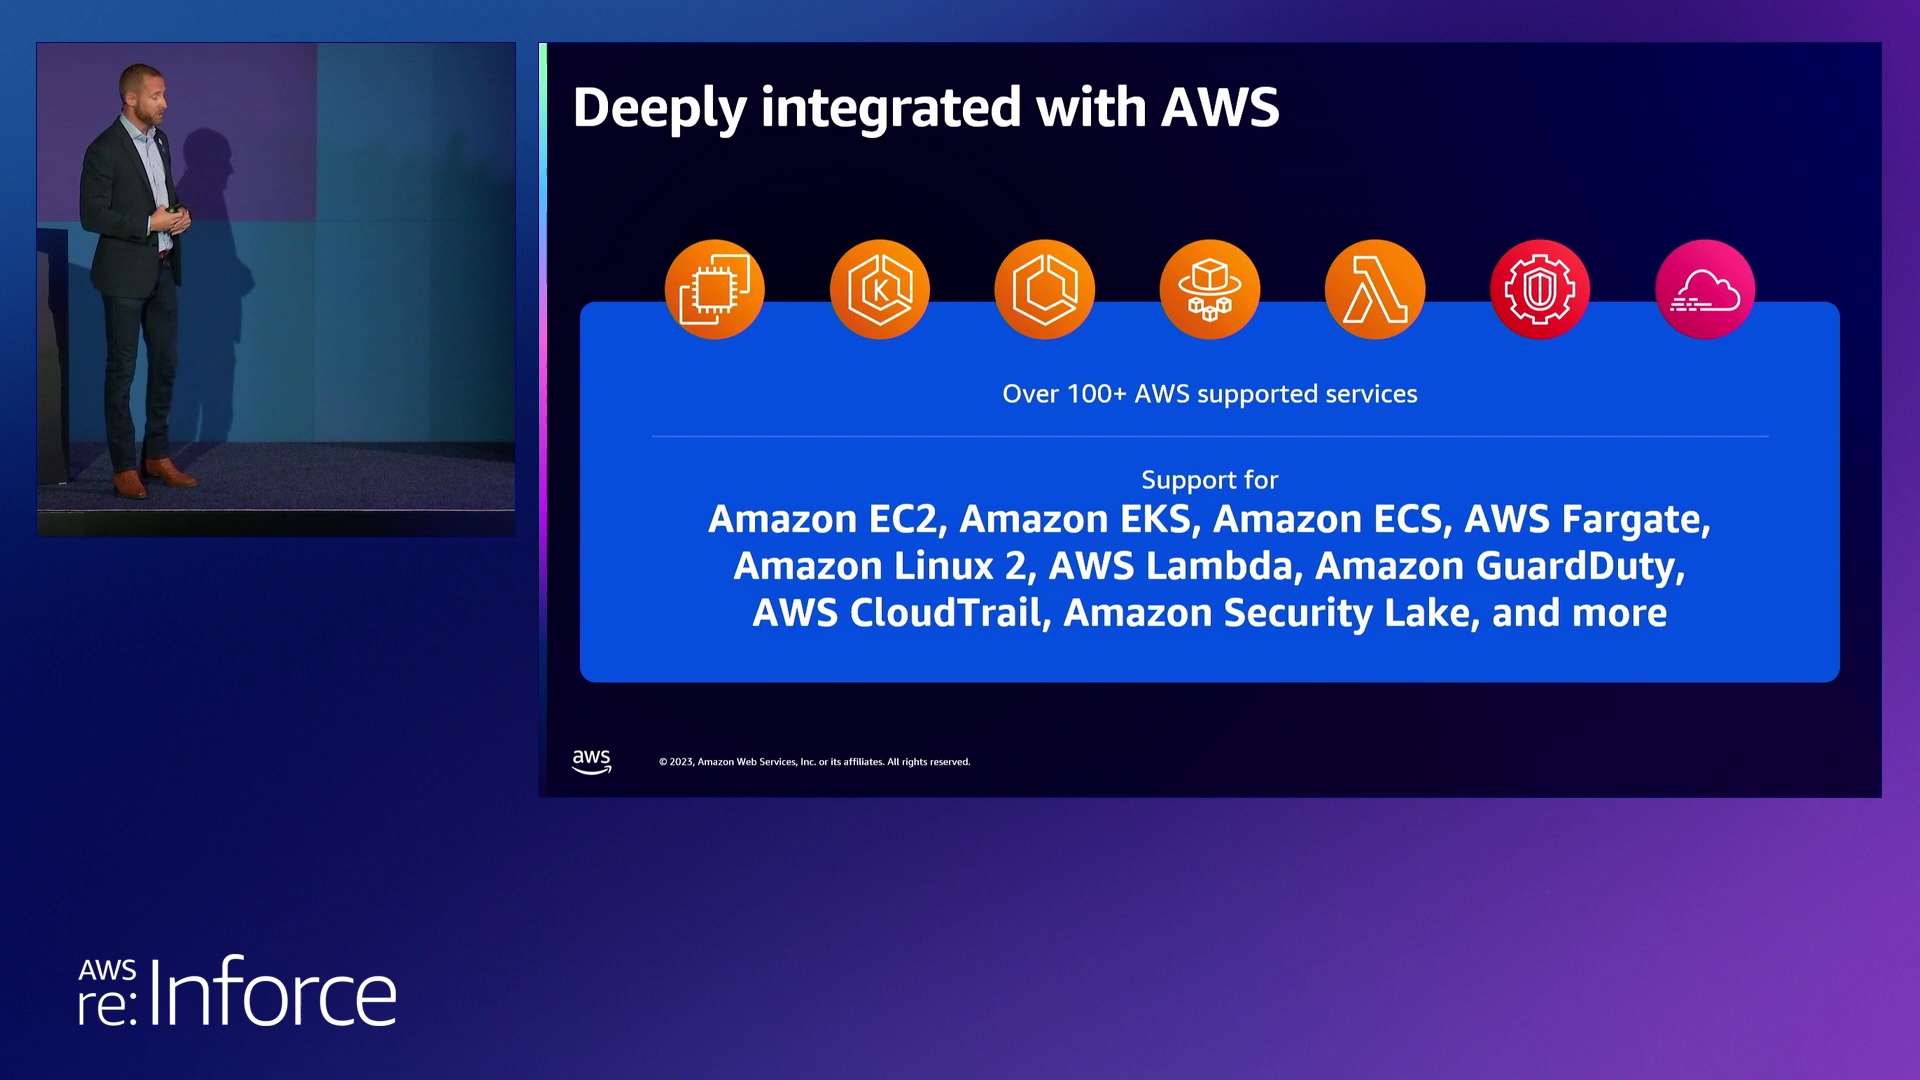 Deeply integrated with AWS
K
Over 100+ AWS supported services
Support for
Amazon EC2, Amazon EKS, Amazon ECS, AWS Fargate,
Amazon Linux 2, AWS Lambda, Amazon GuardDuty,
AWS CloudTrail, Amazon Security Lake, and more
aws
© 2023, Amazon Web Services, Inc. or its affiliates. All rights reserved.
AWS
re:Inforce